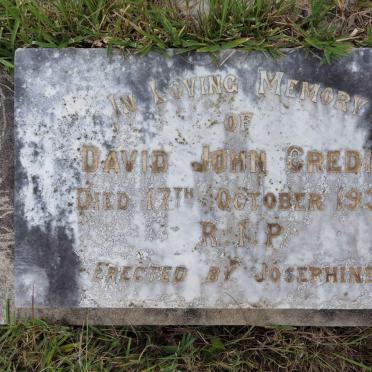 In Loving Memory
of
David John
Died 17th October
R.I.P
Erected by Josephine